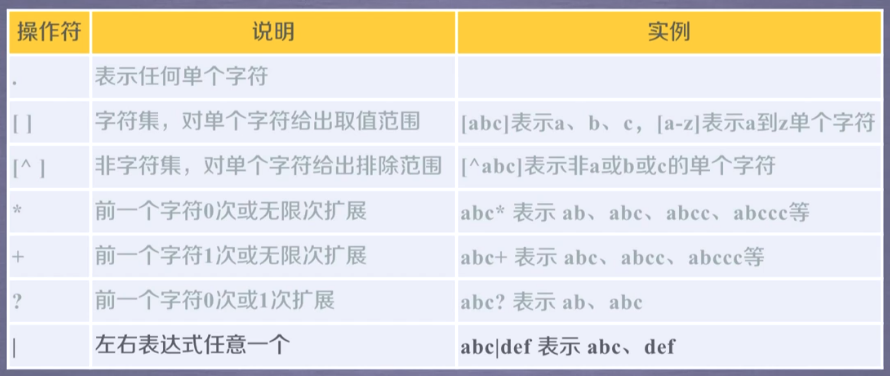 操作符 说明 实例
. 表示任何单个字符
[ ] 字符集，对单个字符给出取值范围 [abc]表示a、b、c，[a-z]表示a到z单个字符
[^ ] 非字符集，对单个字符给出排除范围 [^abc]表示非a或b或c的单个字符
* 前一个字符0次或无限次扩展 abc* 表示 ab、abc、abcc、abccc等
+ 前一个字符1次或无限次扩展 abc+ 表示 abc、abcc、abccc等
? 前一个字符0次或1次扩展 abc? 表示 ab、abc
| 左右表达式任意一个 abc|def 表示 abc、def